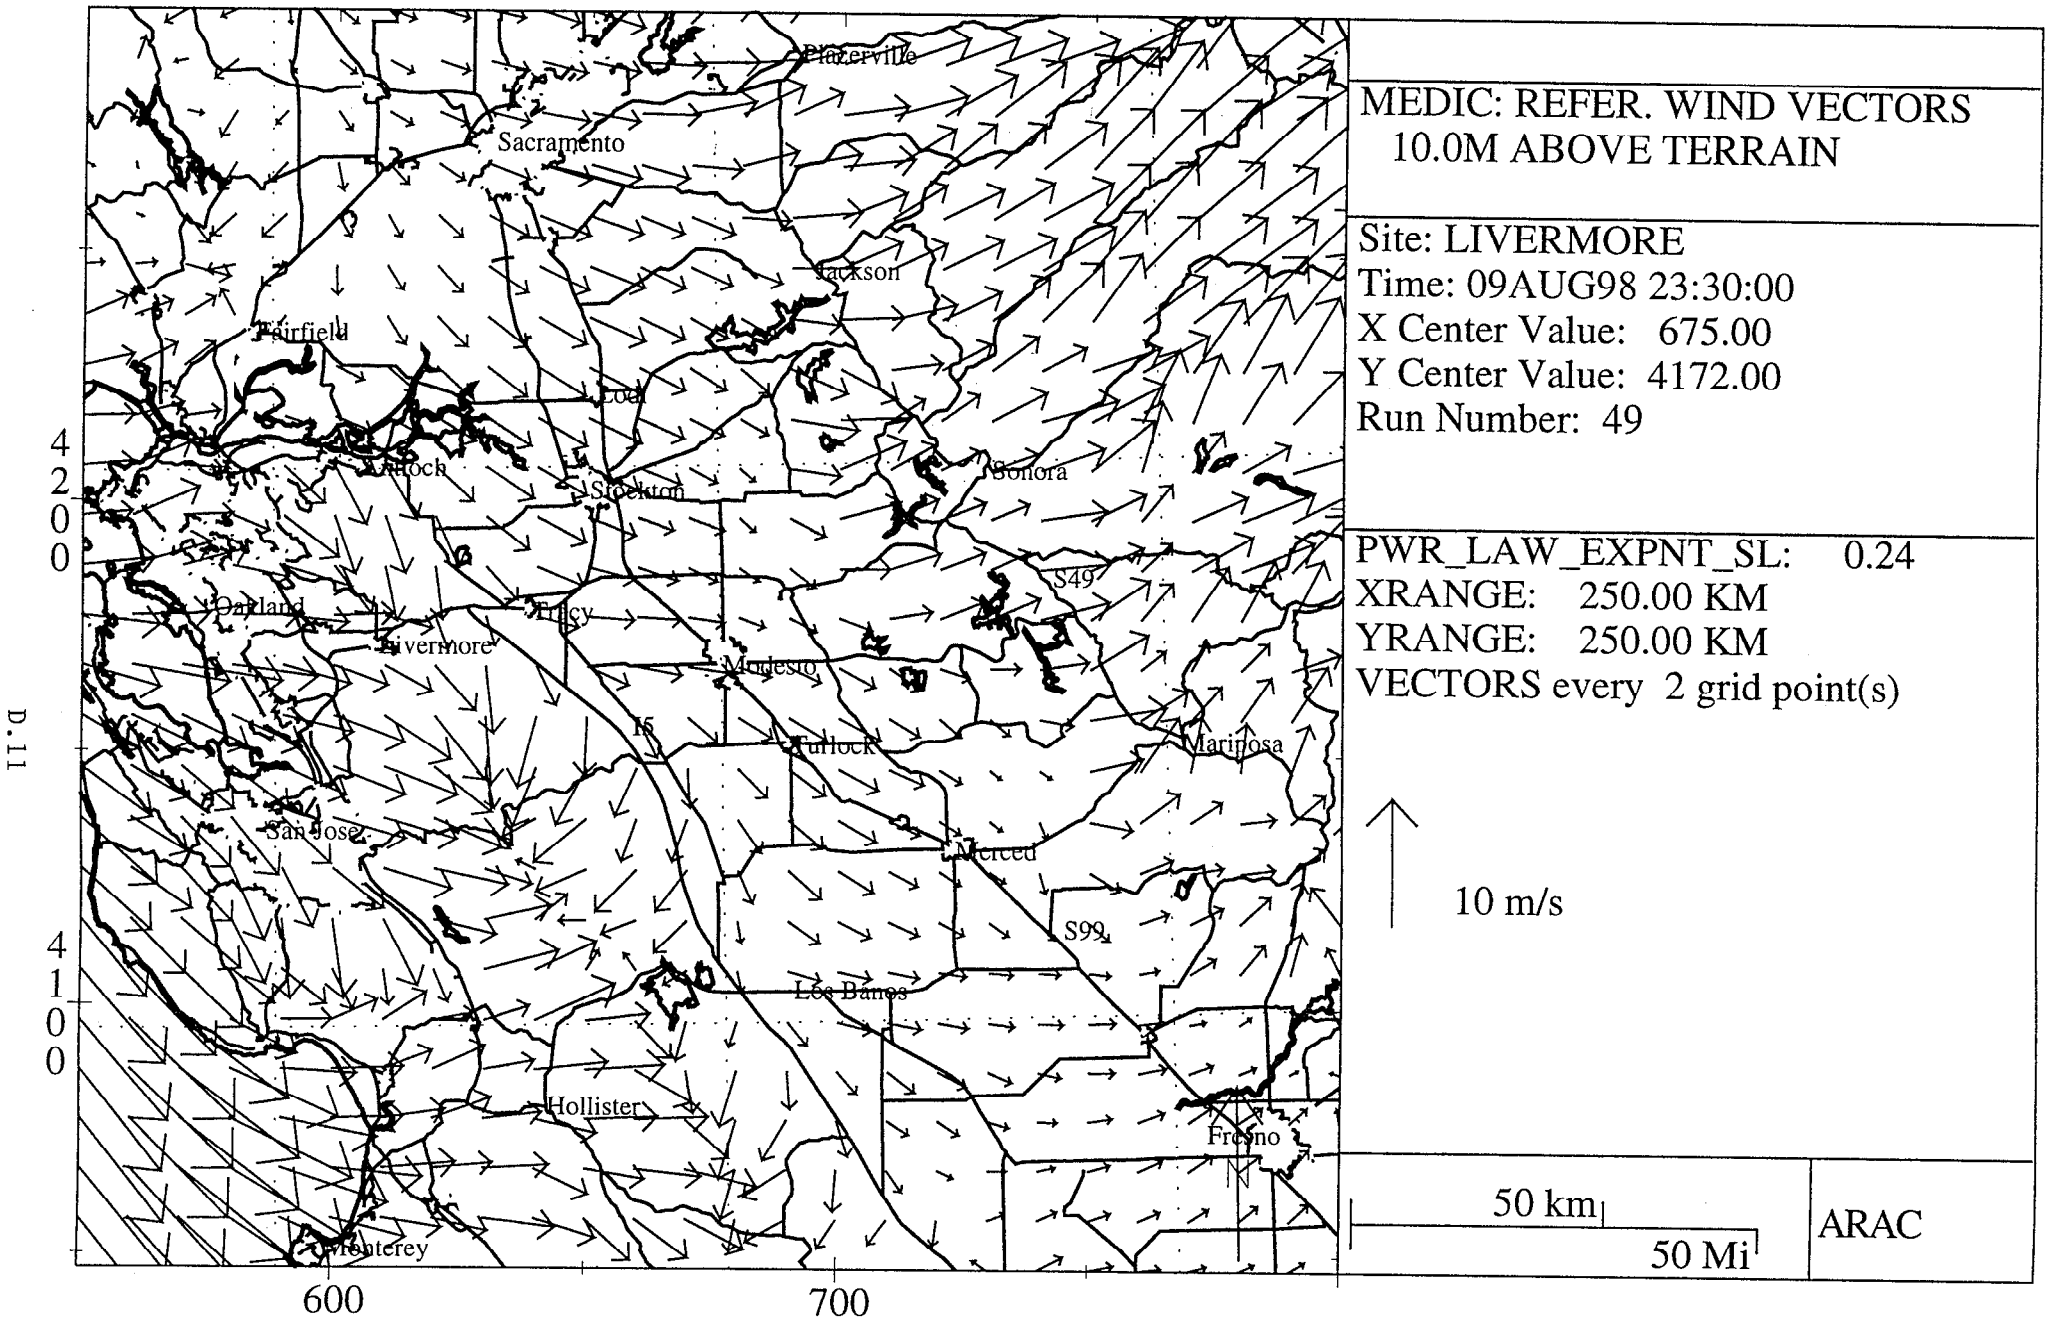 Placerville
Sacramento
Jackson
Fairfield
Lodi
Antioch
Sonora
Stockton
S49
Oakland
Tracy
Livermore
Modesto
I5
Turlock
Mariposa
San Jose
Merced
S99
Los Banos
Hollister
Fresno
N
Monterey
4200
4100
600
700
D.11
MEDIC: REFER. WIND VECTORS
10.0M ABOVE TERRAIN
Site: LIVERMORE
Time: 09AUG98 23:30:00
X Center Value: 675.00
Y Center Value: 4172.00
Run Number: 49
PWR_LAW_EXPNT_SL: 0.24
XRANGE: 250.00 KM
YRANGE: 250.00 KM
VECTORS every 2 grid point(s)
10 m/s
50 km
50 Mi
ARAC